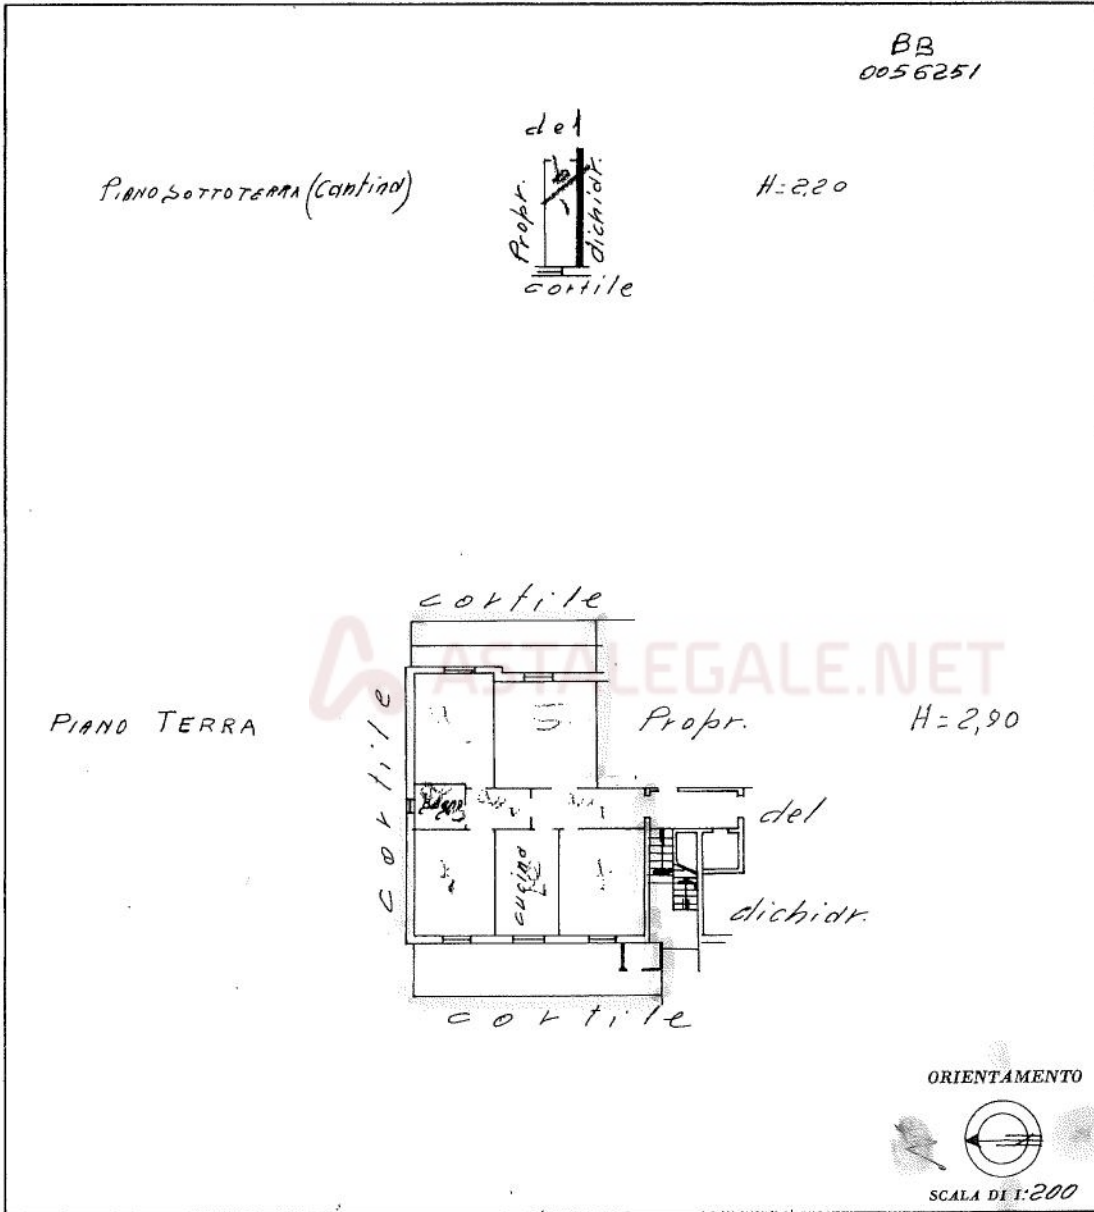 BB
0056251
del
PIANO SOTTOTERRA (Cantina)
Propr.
dichiar.
H=2,20
cortile
cortile
ASTALEGALE.NET
PIANO TERRA
cortile
5
Propr.
H=2,90
Bagno
del
cucina
dichiar.
cortile
ORIENTAMENTO
SCALA DI 1:200